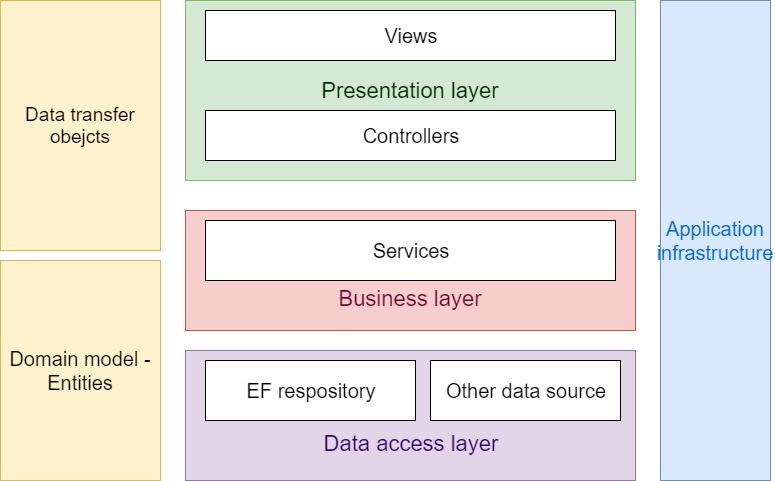 Data transfer
obejcts
Domain model -
Entities
Views
Presentation layer
Controllers
Services
Business layer
EF respository
Other data source
Data access layer
Application
infrastructure